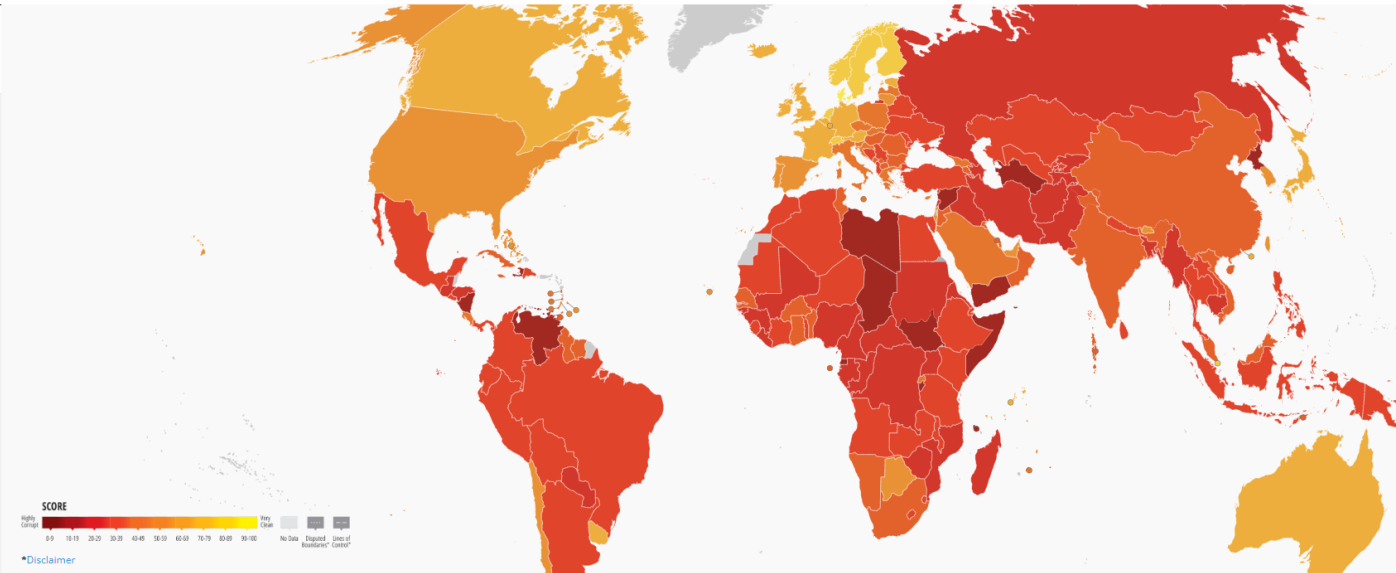 SCORE
Highly
Corrupt
Very
Clean
0-9 10-19 20-29 30-39 40-49 50-59 60-69 70-79 80-89 90-100
No Data
Disputed
Boundaries*
Lines of
Control*
*Disclaimer